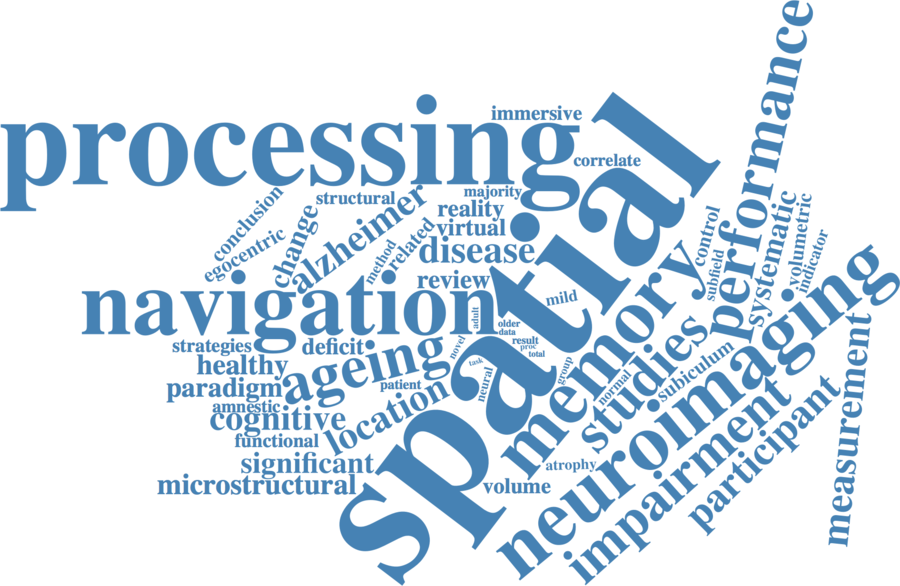 performance
processing
immersive
spatial
correlate
structural
majority
conclusion
alzheimer
reality
change
virtual
related
control
systematic
volumetric
egocentric
method
disease
subfield
indicator
memory
review
navigation
mild
adult
older
data
neuroimaging
strategies
deficit
novel
result
proc
total
studies
measurement
healthy
ageing
task
group
normal
subiculum
paradigm
patient
neural
amnestic
location
cognitive
impairment
participant
functional
significant
atrophy
microstructural
volume